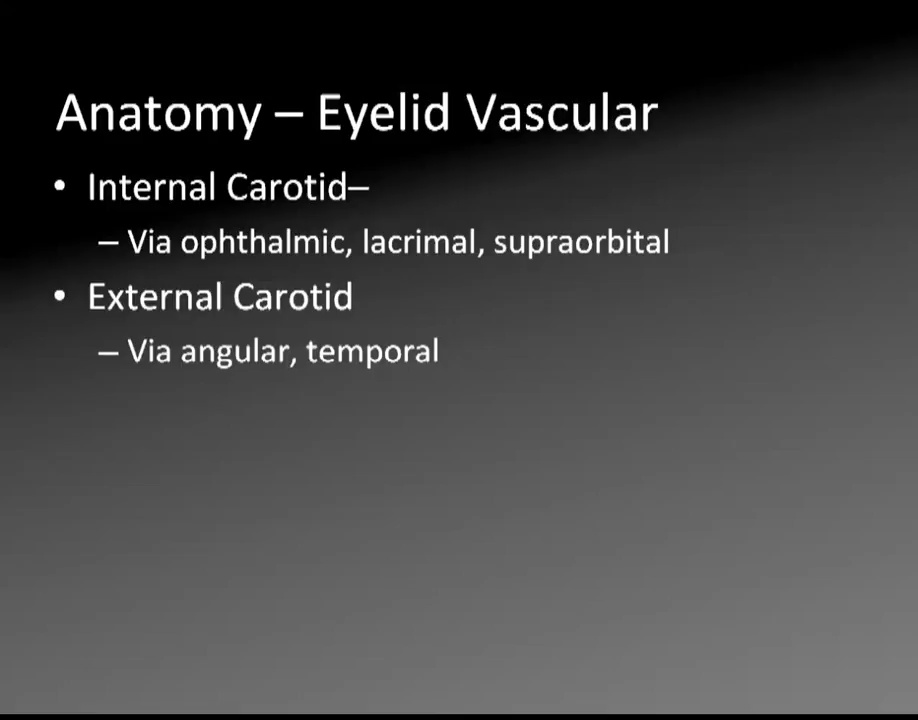 Anatomy – Eyelid Vascular
• Internal Carotid–
– Via ophthalmic, lacrimal, supraorbital
• External Carotid
– Via angular, temporal